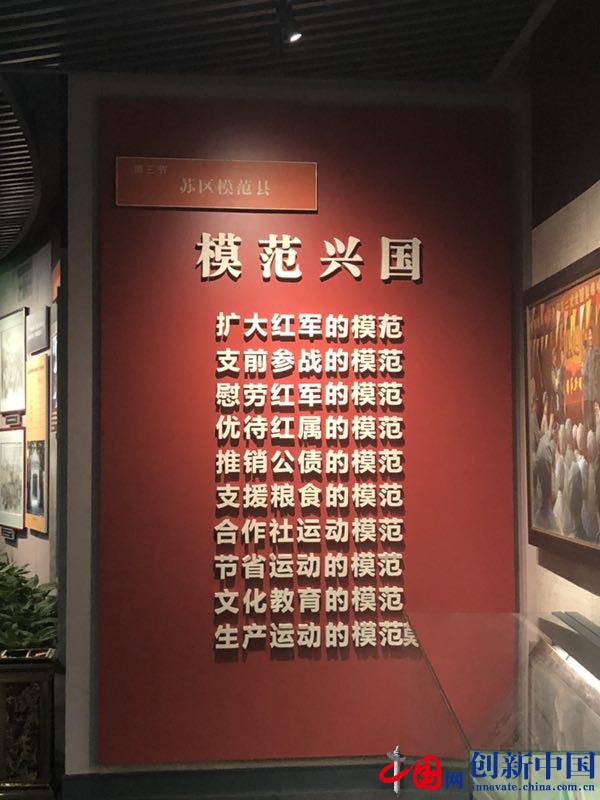 第三节
苏区模范县
模范兴国
扩大红军的模范
支前参战的模范
慰劳红军的模范
优待红属的模范
推销公债的模范
支援粮食的模范
合作社运动模范
节省运动的模范
文化教育的模范
生产运动的模范
中国网
创新中国
innovate.china.com.cn